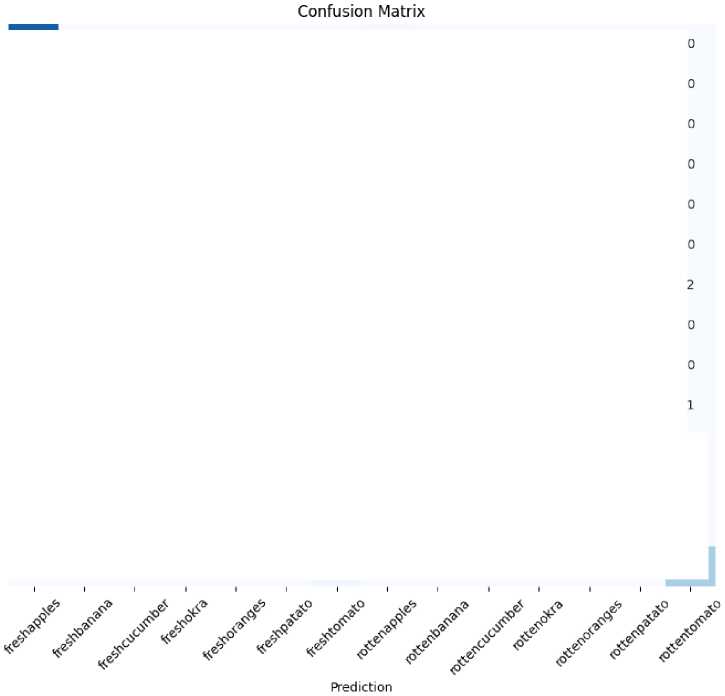 Confusion Matrix
0
0
0
0
0
0
2
0
0
1
freshapples
freshbanana
freshcucumber
freshokra
freshoranges
freshpatato
freshtomato
rottenapples
rottenbanana
rottencucumber
rottenokra
rottenoranges
rottenpatato
rottentomato
Prediction